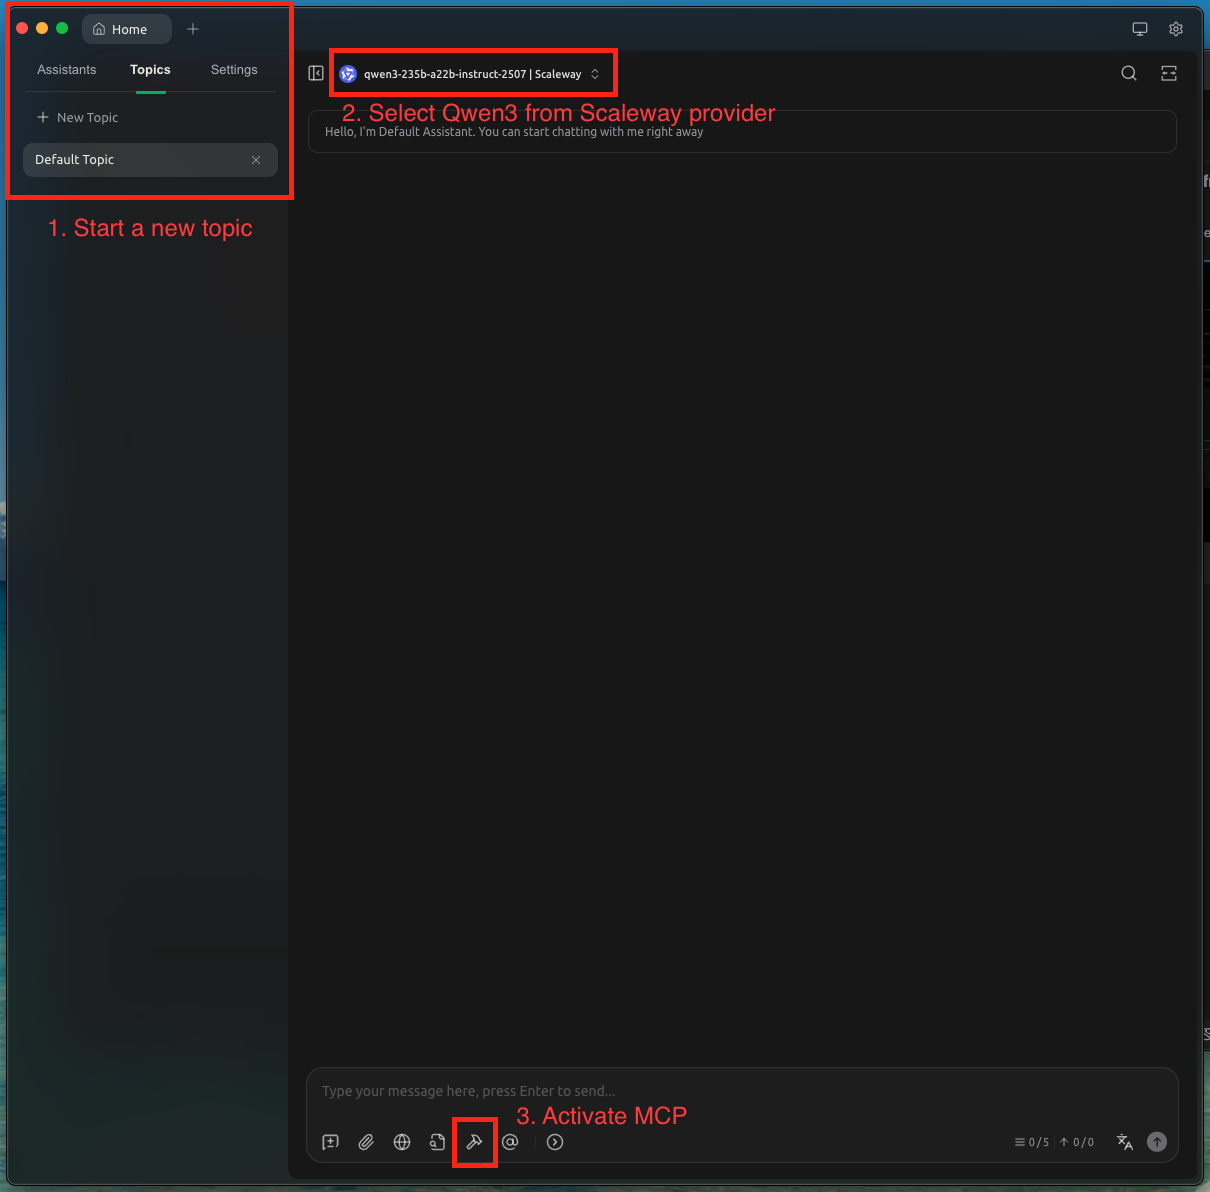 Home
Assistants Topics Settings
New Topic
Default Topic
1. Start a new topic
qwen3-235b-a22b-instruct-2507 | Scaleway
2. Select Qwen3 from Scaleway provider
Hello, I'm Default Assistant. You can start chatting with me right away
Type your message here, press Enter to send...
3. Activate MCP
0/5 0/0